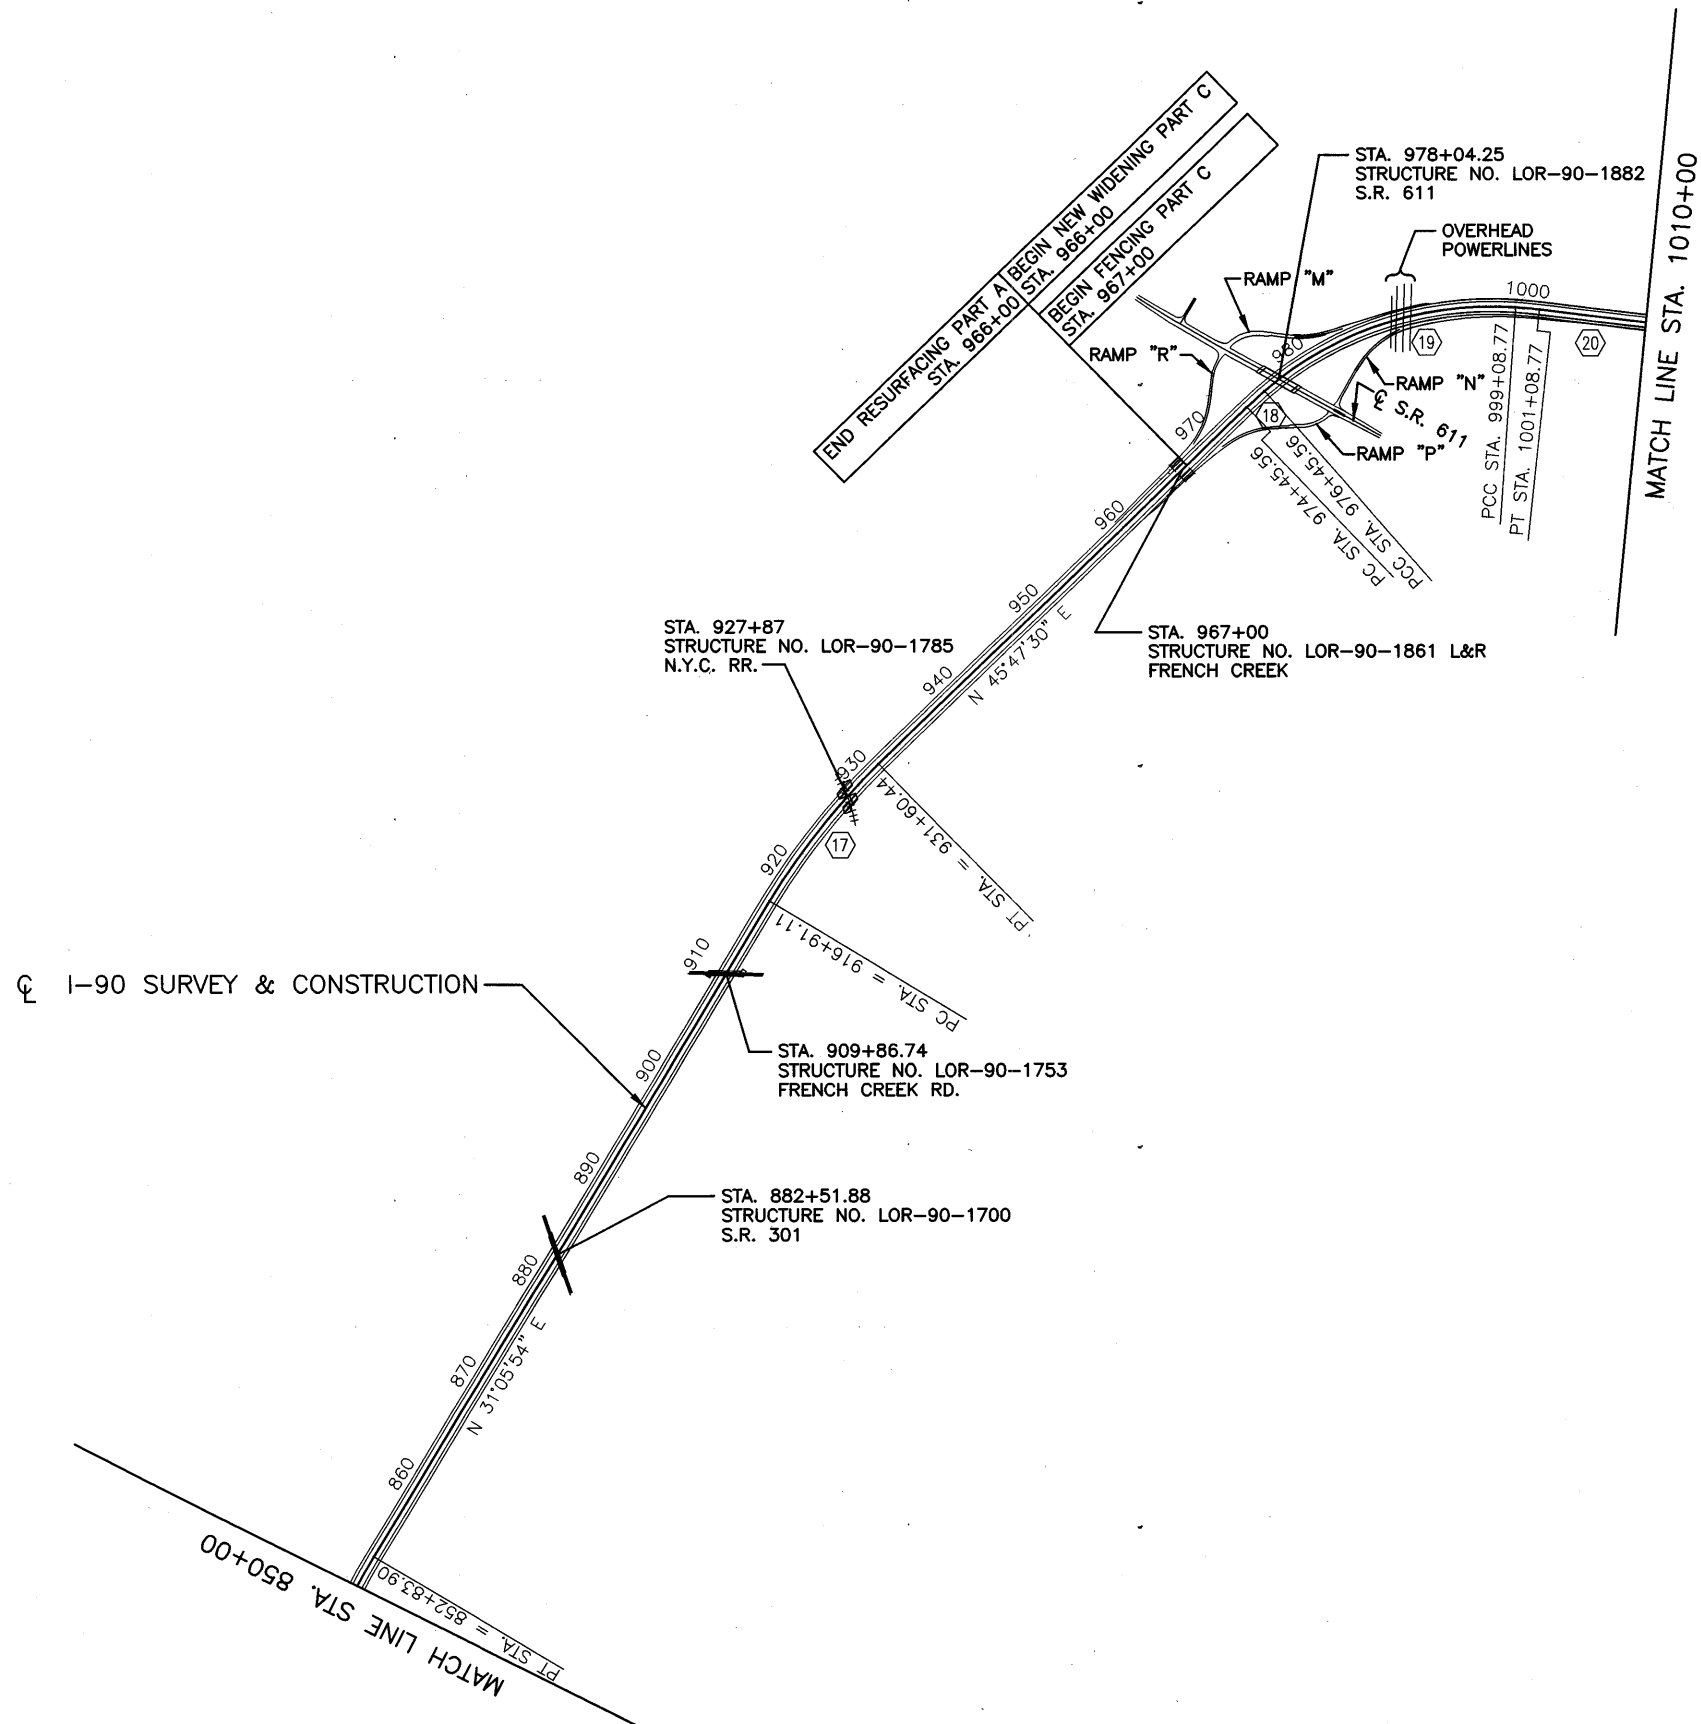 END RESURFACING PART A
STA. 966+00
BEGIN NEW WIDENING PART C
STA. 966+00
BEGIN FENCING PART C
STA. 967+00
STA. 978+04.25
STRUCTURE NO. LOR-90-1882
S.R. 611
OVERHEAD
POWERLINES
MATCH LINE STA. 1010+00
RAMP "M"
RAMP "R"
RAMP "N"
℄ S.R. 611
RAMP "P"
1000
980
970
960
950
940
930
920
910
900
890
880
870
860
18
19
20
17
PCC STA. 999+08.77
PT STA. 1001+08.77
PCC STA. 976+45.56
PC STA. 974+45.56
STA. 967+00
STRUCTURE NO. LOR-90-1861 L&R
FRENCH CREEK
N 45°47'30" E
STA. 927+87
STRUCTURE NO. LOR-90-1785
N.Y.C. RR.
PT STA. = 931+60.44
PC STA. = 916+91.11
℄ I-90 SURVEY & CONSTRUCTION
STA. 909+86.74
STRUCTURE NO. LOR-90-1753
FRENCH CREEK RD.
STA. 882+51.88
STRUCTURE NO. LOR-90-1700
S.R. 301
N 31°05'54" E
PT STA. = 852+83.90
MATCH LINE STA. 850+00